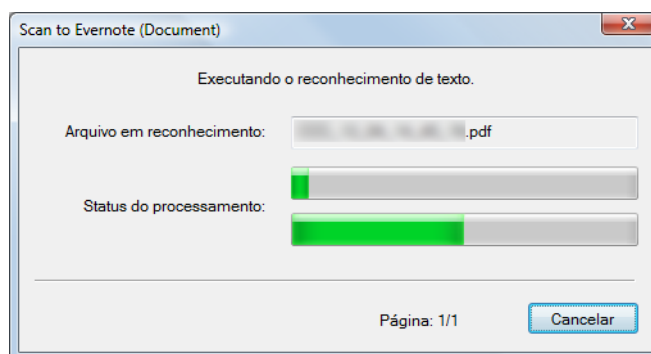 Scan to Evernote (Document)
Executando o reconhecimento de texto.
Arquivo em reconhecimento:
.pdf
Status do processamento:
Página: 1/1
Cancelar